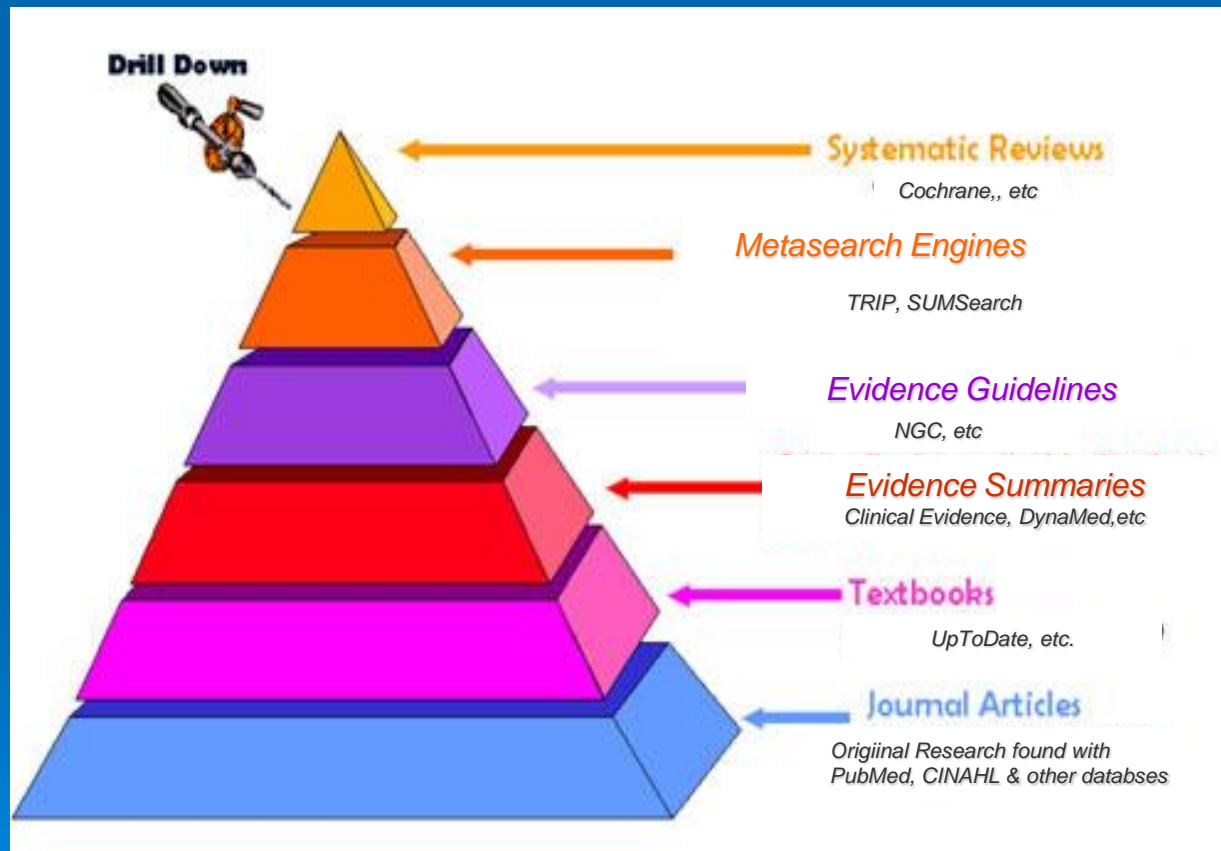 Drill Down
Systematic Reviews
Cochrane,, etc
Metasearch Engines
TRIP, SUMSearch
Evidence Guidelines
NGC, etc
Evidence Summaries
Clinical Evidence, DynaMed,etc
Textbooks
UpToDate, etc.
Journal Articles
Origiinal Research found with
PubMed, CINAHL & other databses